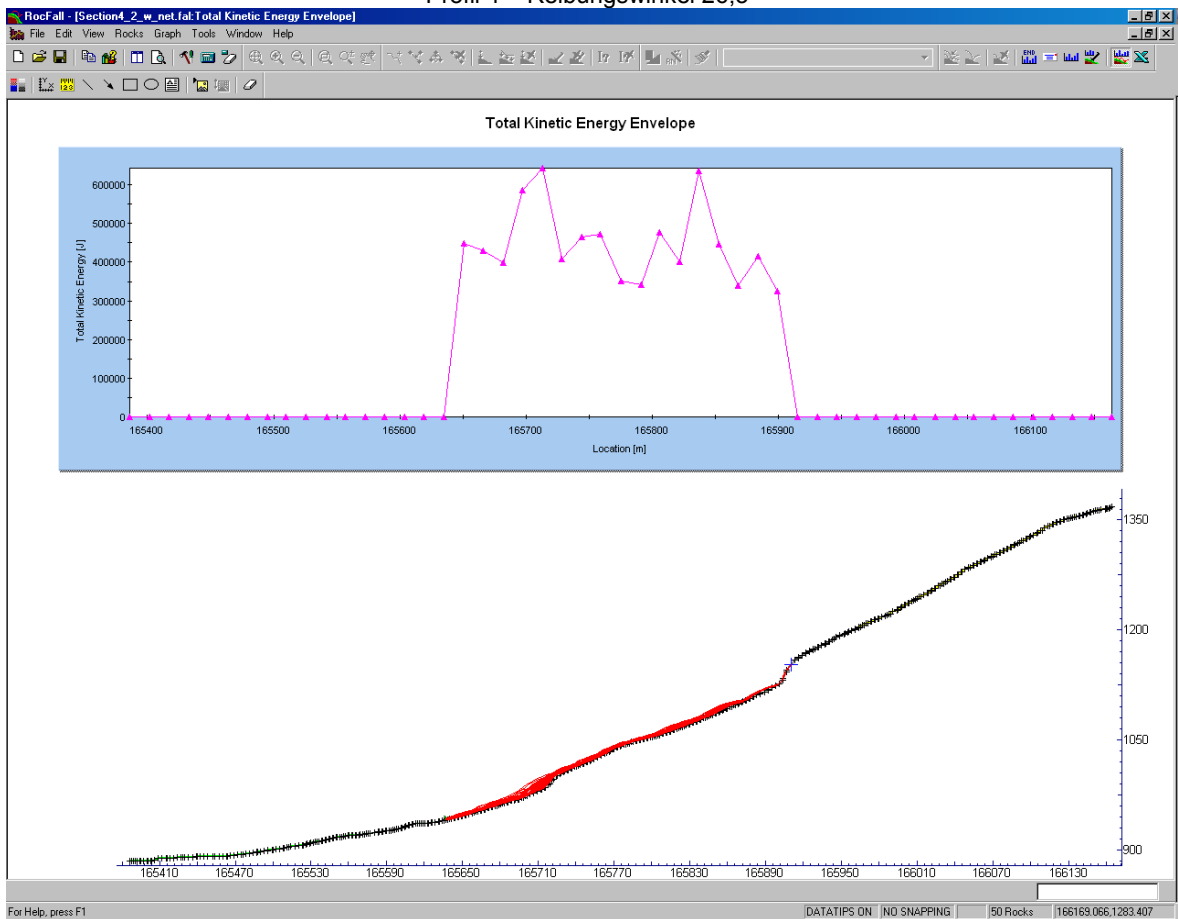 RocFall - [Section4_2_w_net.fal:Total Kinetic Energy Envelope]
File Edit View Rocks Graph Tools Window Help
Total Kinetic Energy Envelope
Total Kinetic Energy [J]
600000
500000
400000
300000
200000
100000
0
165400 165500 165600 165700 165800 165900 166000 166100
Location [m]
1350
1200
1050
900
165410 165470 165530 165590 165650 165710 165770 165830 165890 165950 166010 166070 166130
For Help, press F1 DATATIPS ON NO SNAPPING 50 Rocks 166169.066,1283.407